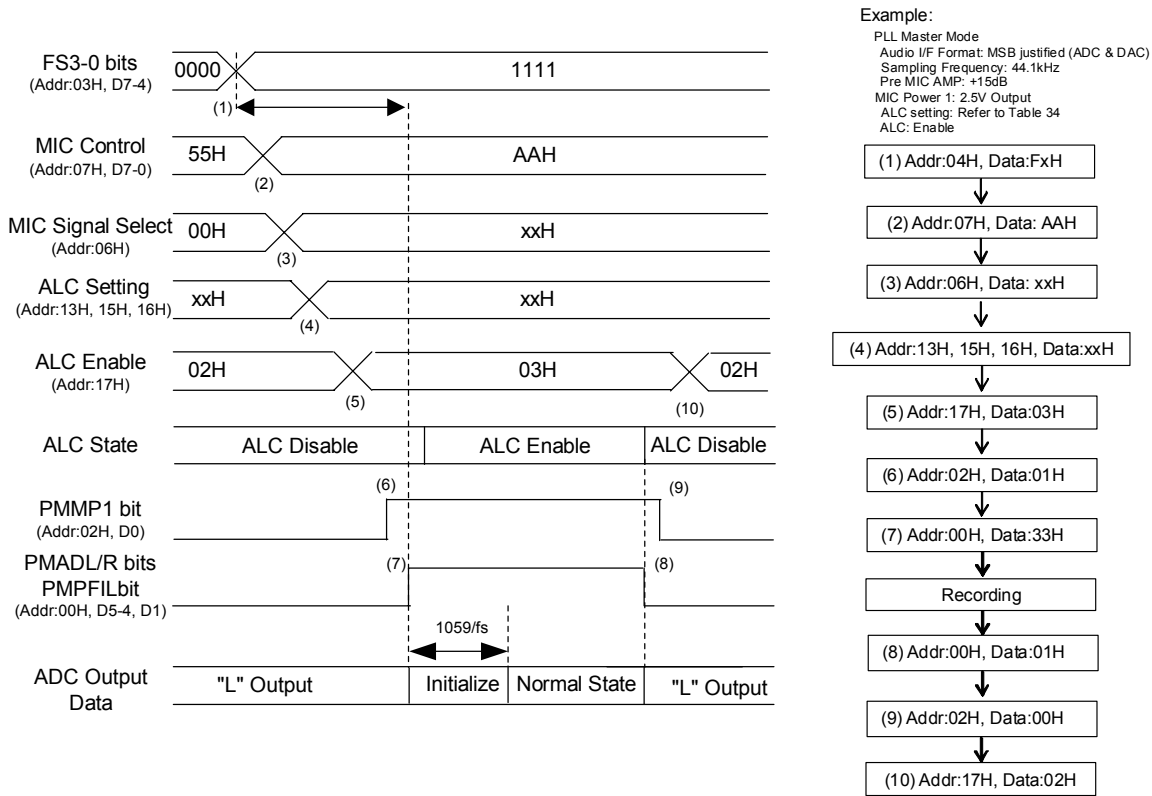 FS3-0 bits
(Addr:03H, D7-4)
0000
1111
(1)
MIC Control
(Addr:07H, D7-0)
55H
AAH
(2)
MIC Signal Select
(Addr:06H)
00H
xxH
(3)
ALC Setting
(Addr:13H, 15H, 16H)
xxH
xxH
(4)
ALC Enable
(Addr:17H)
02H
03H
02H
(5)
(10)
ALC State
ALC Disable
ALC Enable
ALC Disable
(6)
(9)
PMMP1 bit
(Addr:02H, D0)
PMADL/R bits
PMPFILbit
(Addr:00H, D5-4, D1)
(7)
(8)
1059/fs
ADC Output
Data
"L" Output
Initialize
Normal State
"L" Output
Example:
PLL Master Mode
Audio I/F Format: MSB justified (ADC & DAC)
Sampling Frequency: 44.1kHz
Pre MIC AMP: +15dB
MIC Power 1: 2.5V Output
ALC setting: Refer to Table 34
ALC: Enable
(1) Addr:04H, Data:FxH
(2) Addr:07H, Data: AAH
(3) Addr:06H, Data: xxH
(4) Addr:13H, 15H, 16H, Data:xxH
(5) Addr:17H, Data:03H
(6) Addr:02H, Data:01H
(7) Addr:00H, Data:33H
Recording
(8) Addr:00H, Data:01H
(9) Addr:02H, Data:00H
(10) Addr:17H, Data:02H